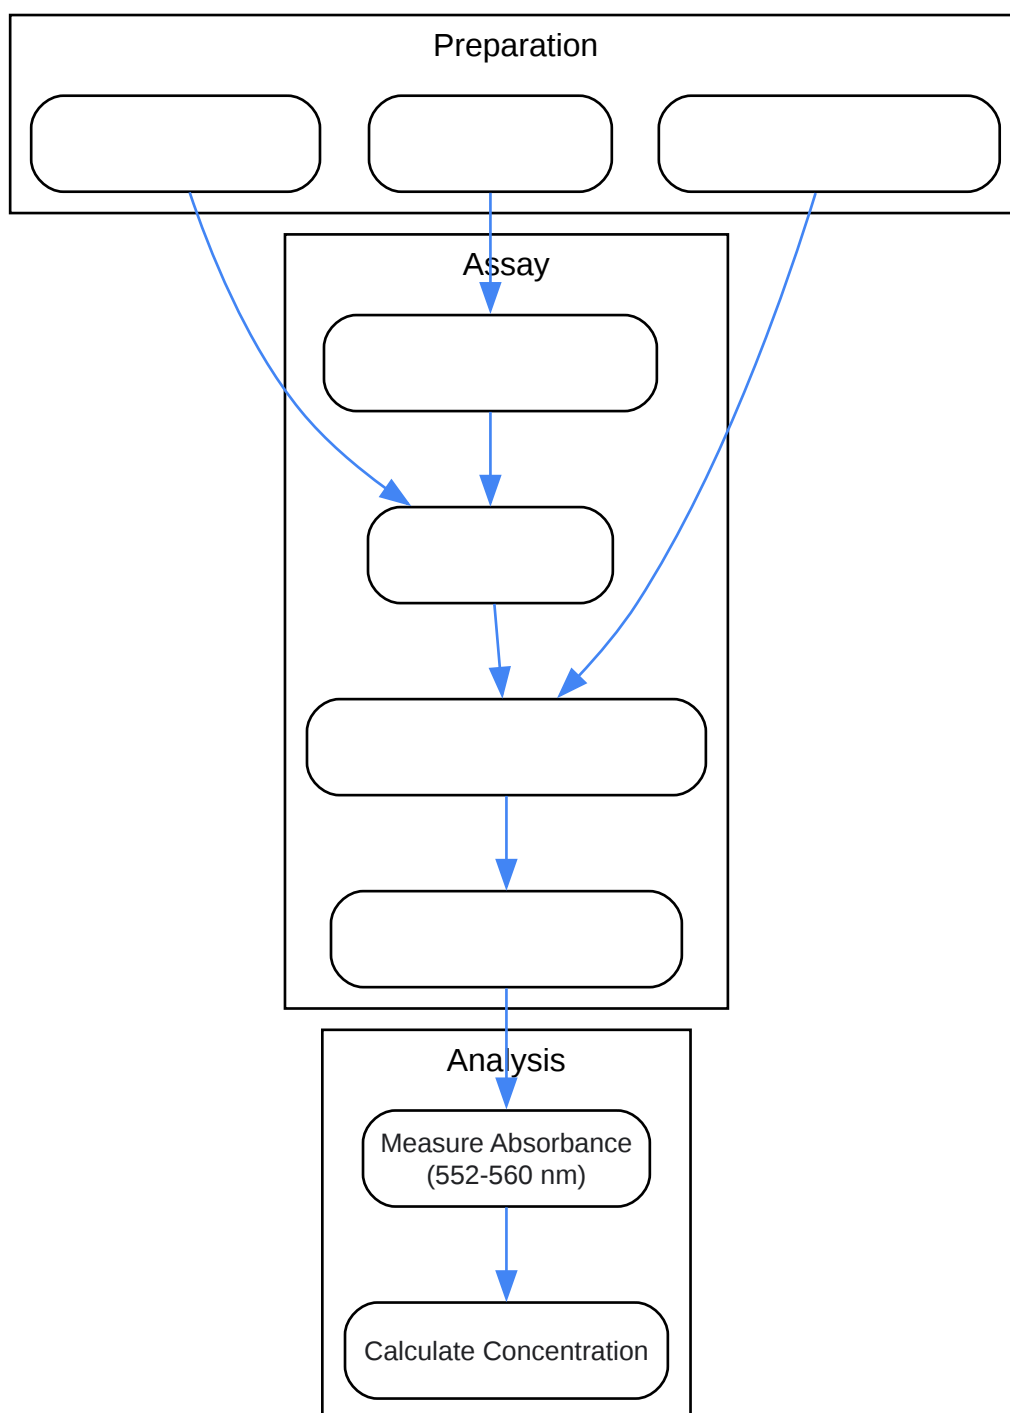 Preparation
Assay
Analysis
Measure Absorbance
(552-560 nm)
Calculate Concentration